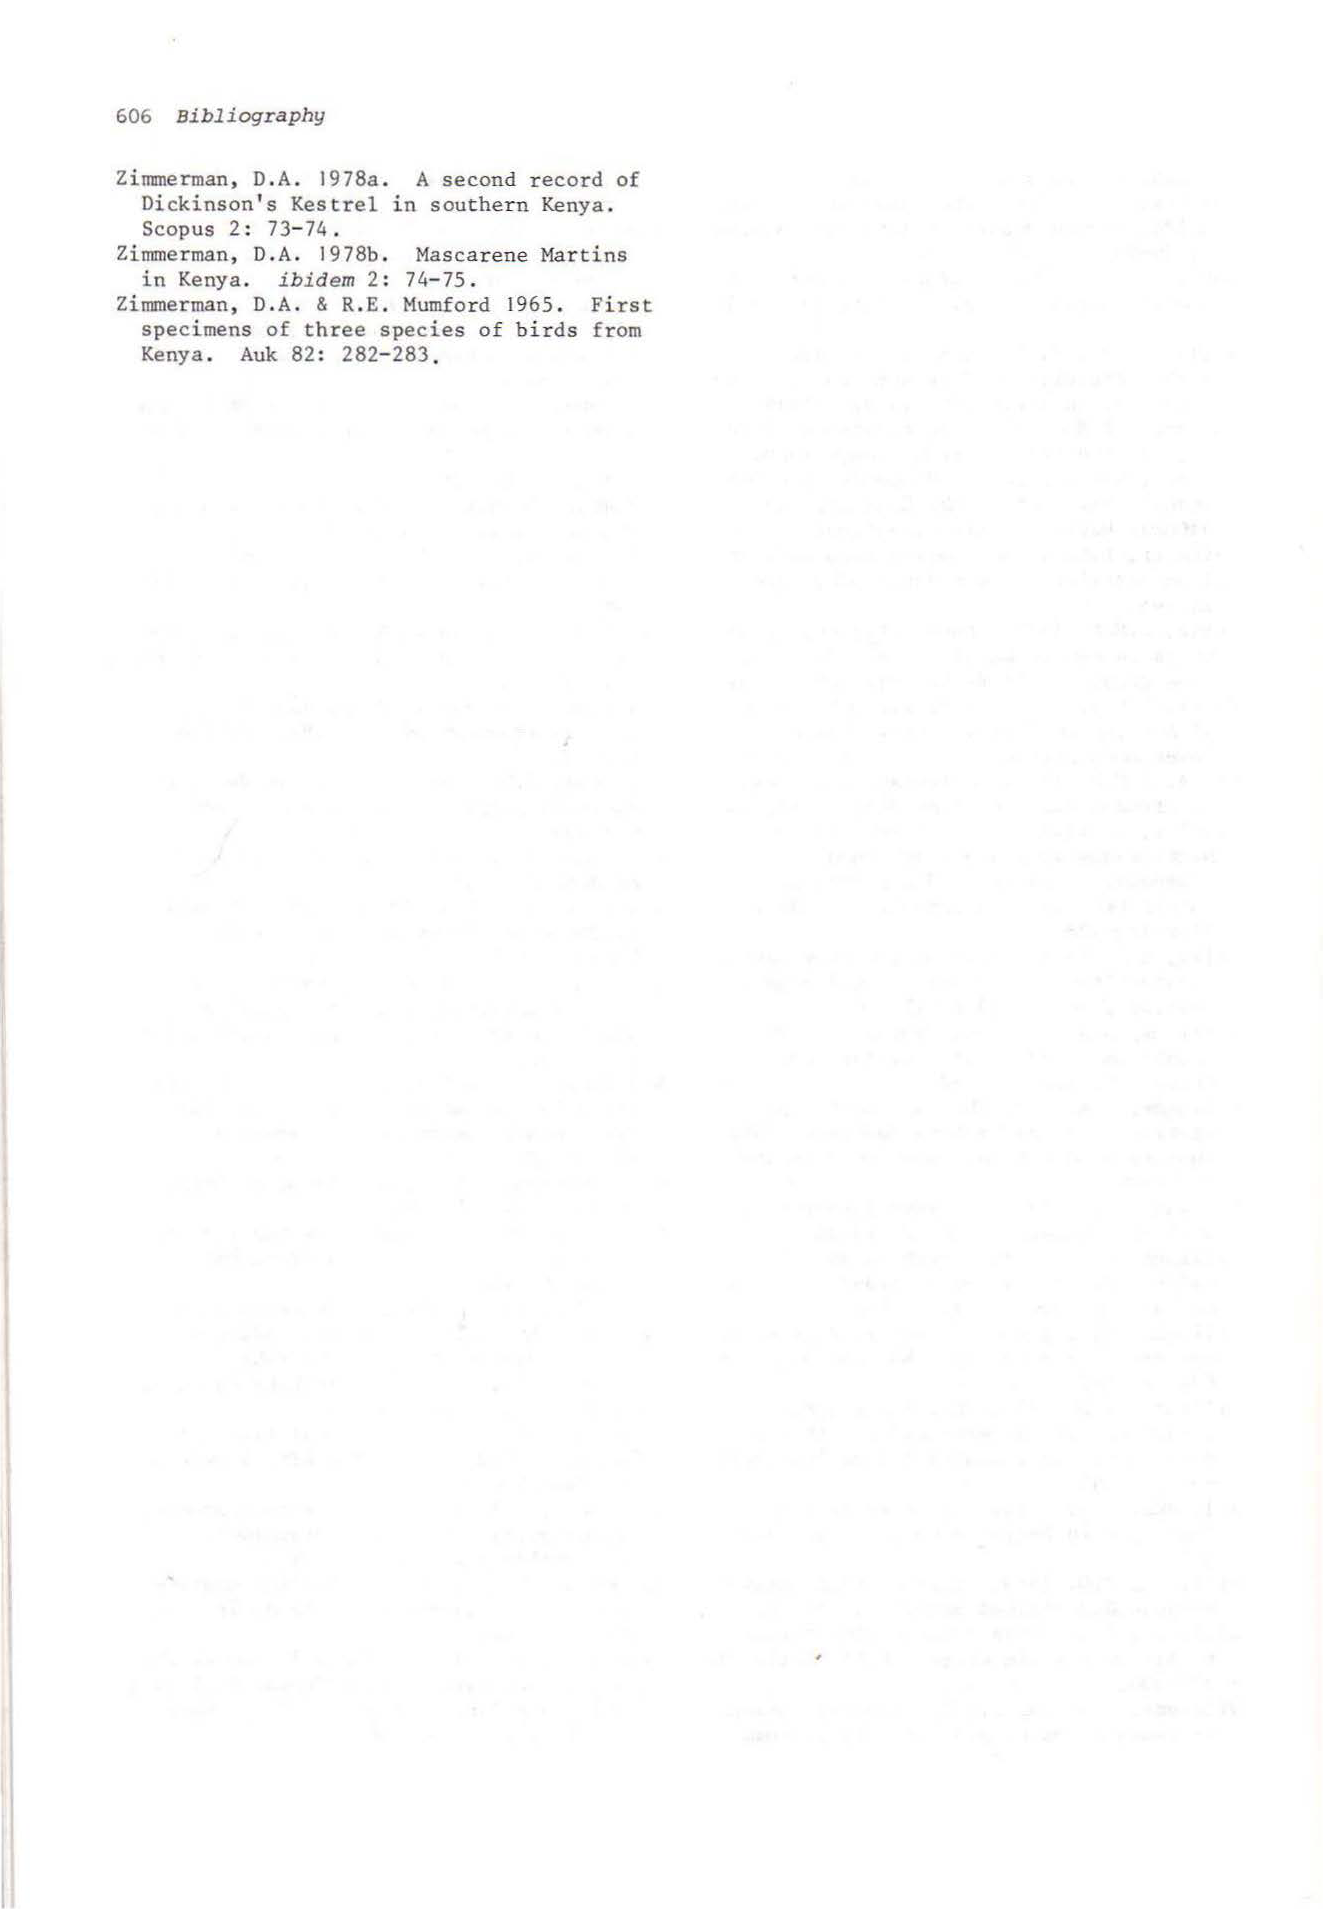 606 Bibliography
Zimmerman, D.A. 1978a. A second record of
Dickinson's Kestrel in southern Kenya.
Scopus 2: 73-74.
Zimmerman, D.A. 1978b. Mascarene Martins
in Kenya. ibidem 2: 74-75.
Zimmerman, D.A. & R.E. Mumford 1965. First
specimens of three species of birds from
Kenya. Auk 82: 282-283.